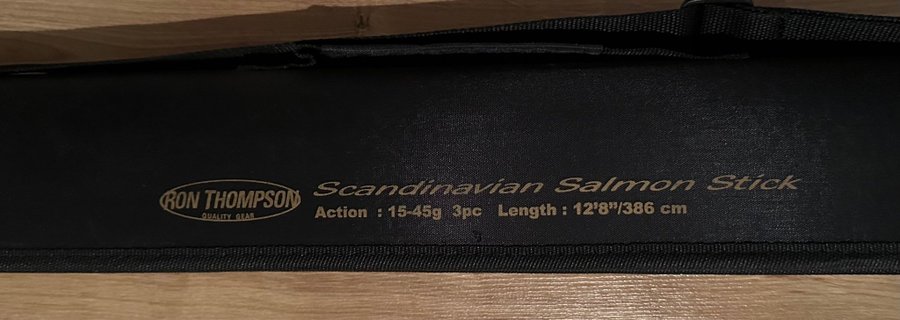 RON THOMPSON
QUALITY GEAR
Scandinavian Salmon Stick
Action : 15-45g 3pc Length : 12'8"/386 cm